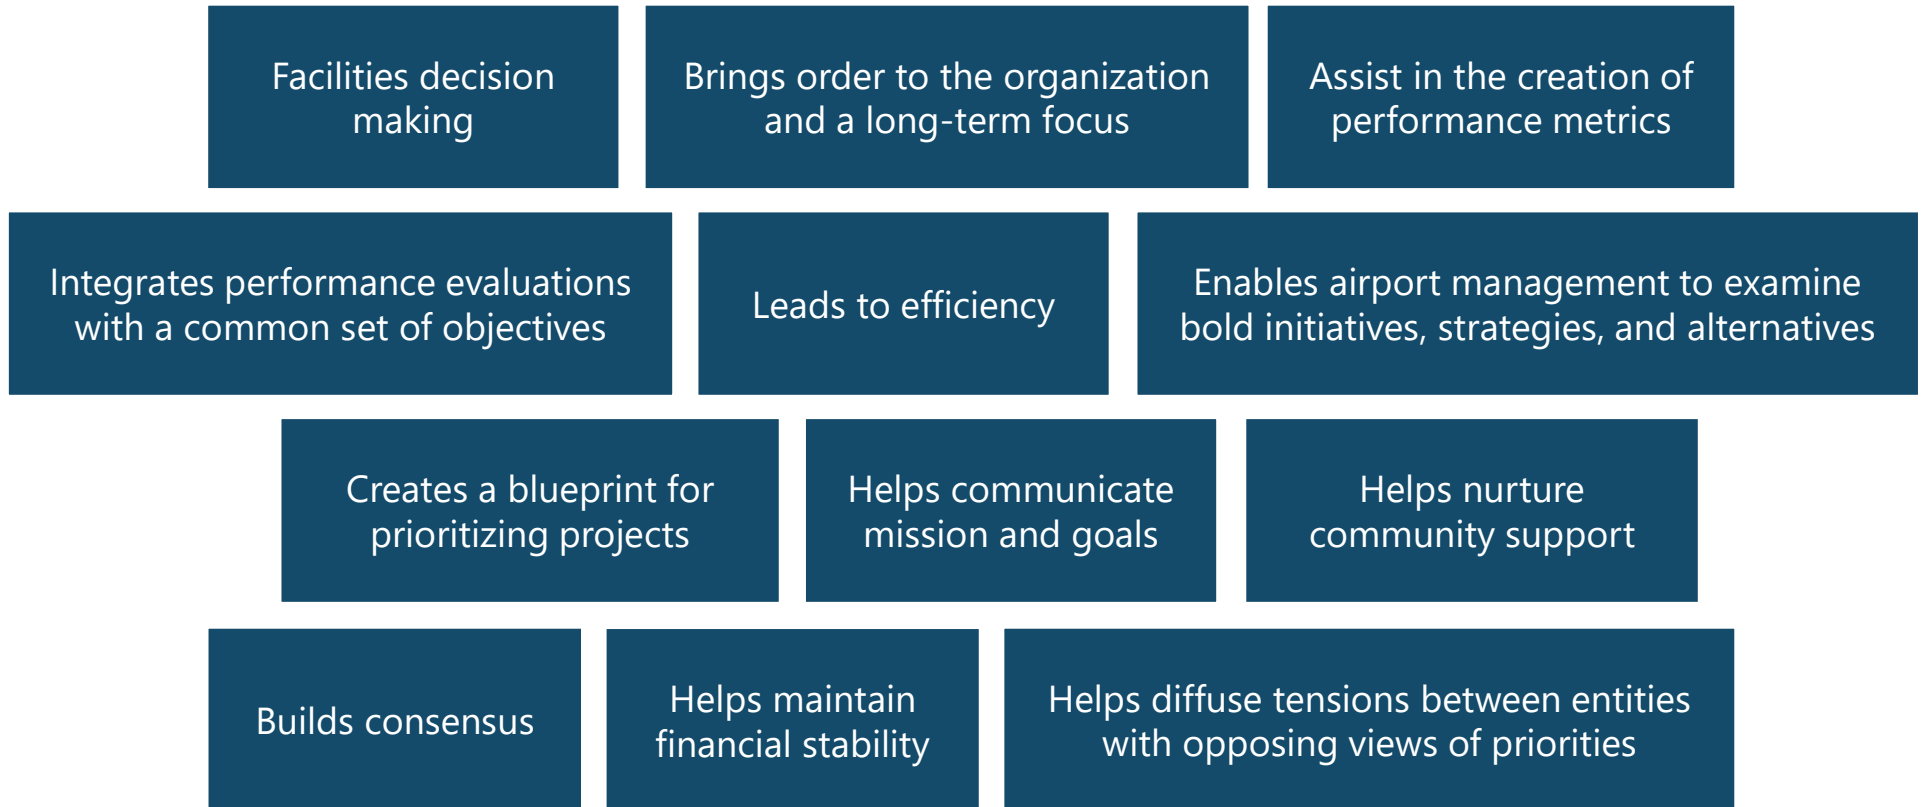 Facilities decision
making
Brings order to the organization
and a long-term focus
Assist in the creation of
performance metrics
Integrates performance evaluations
with a common set of objectives
Leads to efficiency
Enables airport management to examine
bold initiatives, strategies, and alternatives
Creates a blueprint for
prioritizing projects
Helps communicate
mission and goals
Helps nurture
community support
Builds consensus
Helps maintain
financial stability
Helps diffuse tensions between entities
with opposing views of priorities